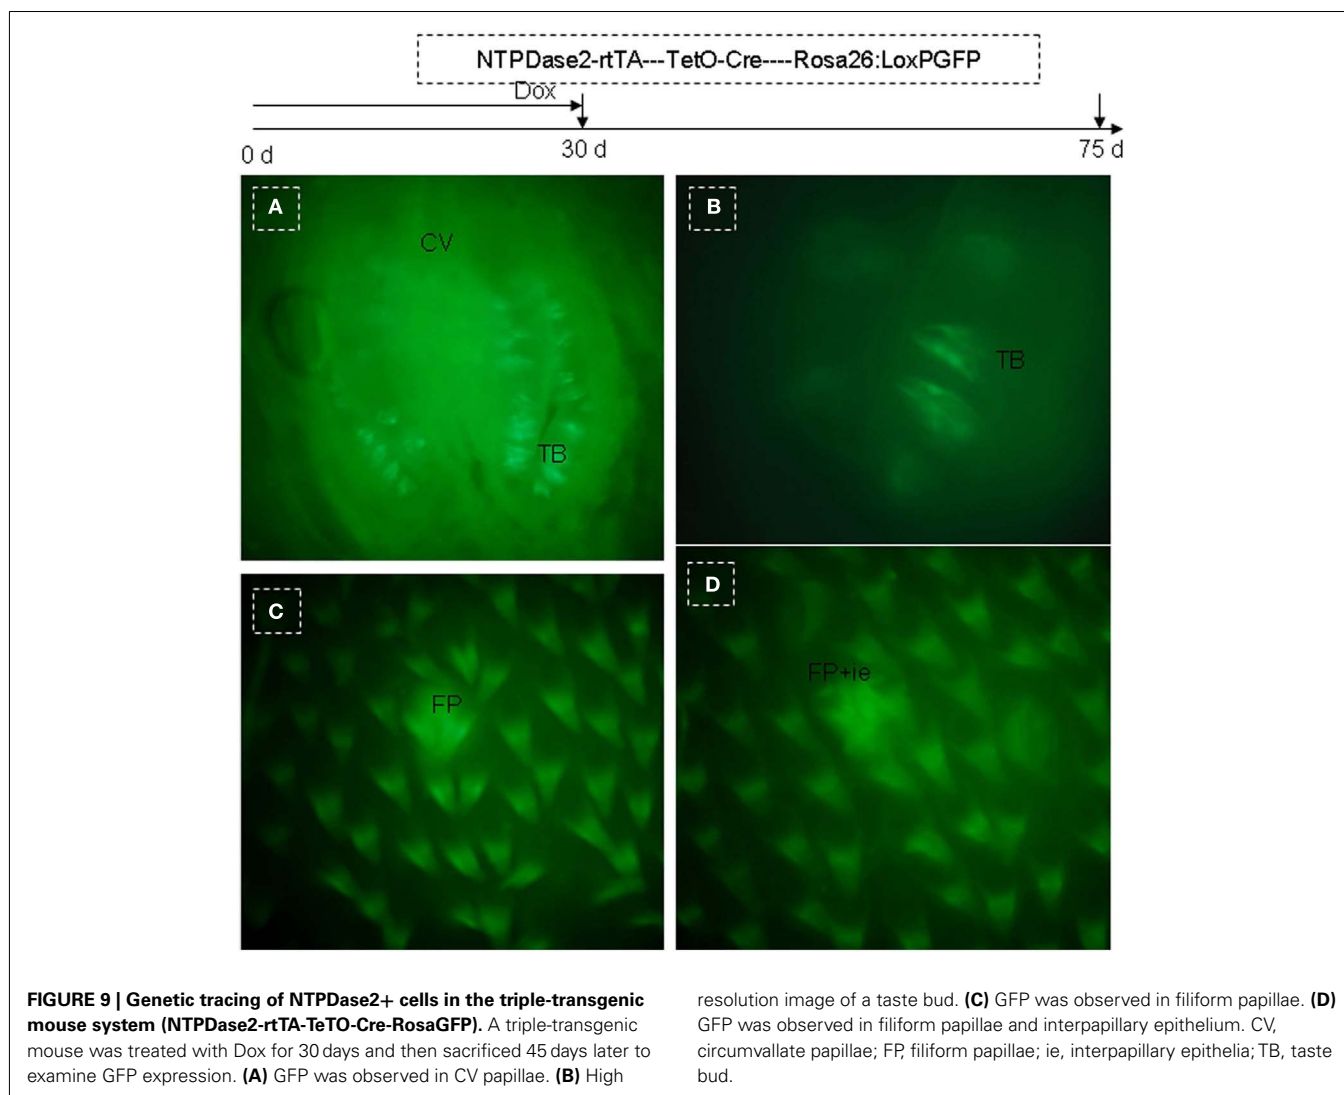 NTPDase2-rtTA---TetO-Cre----Rosa26:LoxPGFP
Dox
0 d
30 d
75 d
A
CV
TB
B
TB
C
FP
D
FP+ie
FIGURE 9 | Genetic tracing of NTPDase2+ cells in the triple-transgenic
mouse system (NTPDase2-rtTA-TeTO-Cre-RosaGFP). A triple-transgenic
mouse was treated with Dox for 30 days and then sacrificed 45 days later to
examine GFP expression. (A) GFP was observed in CV papillae. (B) High
resolution image of a taste bud. (C) GFP was observed in filiform papillae. (D)
GFP was observed in filiform papillae and interpapillary epithelium. CV,
circumvallate papillae; FP, filiform papillae; ie, interpapillary epithelia; TB, taste
bud.